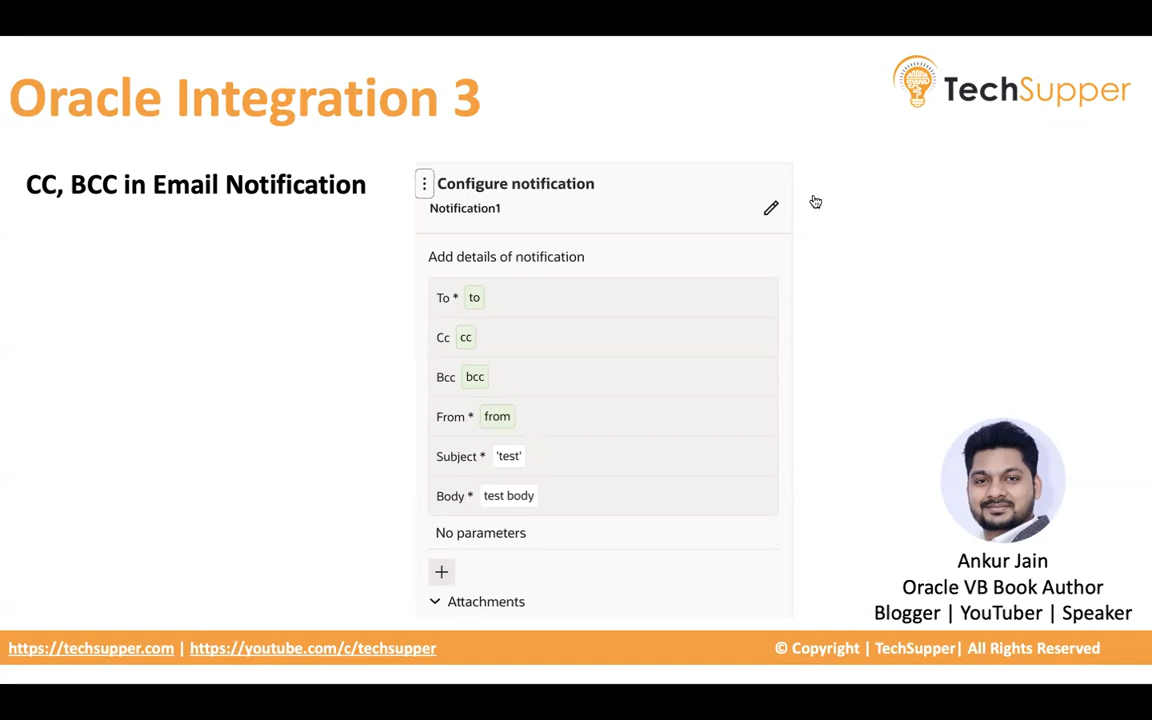 Oracle Integration 3
TechSupper
CC, BCC in Email Notification
Configure notification
Notification1
Add details of notification
To * to
Cc cc
Bcc bcc
From * from
Subject * 'test'
Body * test body
No parameters
+
Attachments
Ankur Jain
Oracle VB Book Author
Blogger | YouTuber | Speaker
https://techsupper.com | https://youtube.com/c/techsupper
© Copyright | TechSupper| All Rights Reserved